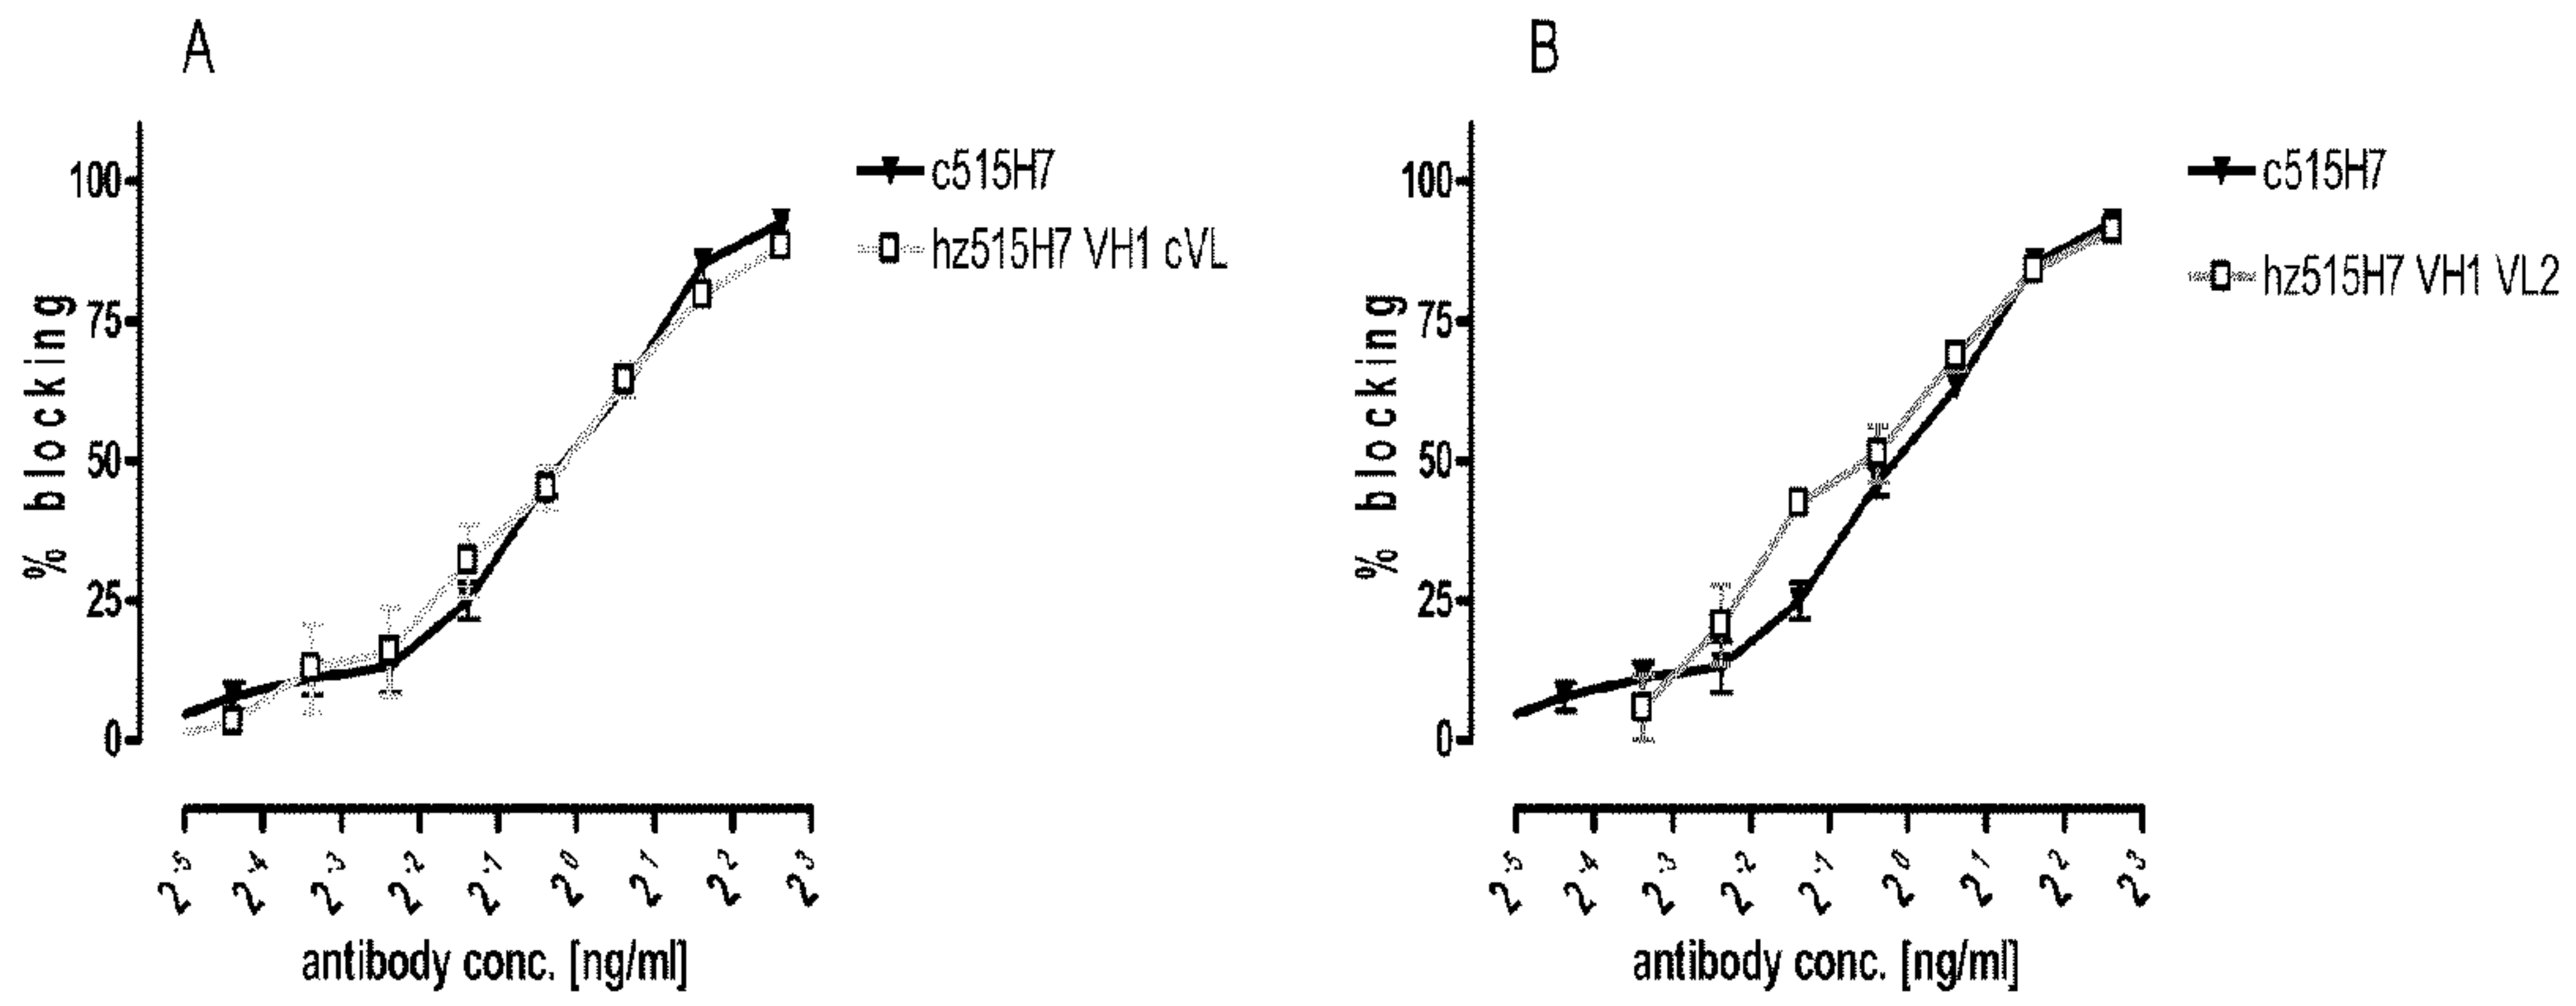 A
B
% blocking
100
75
50
25
0
c515H7
hz515H7 VH1 cVL
2⁻⁵ 2⁻⁴ 2⁻³ 2⁻² 2⁻¹ 2⁰ 2¹ 2² 2³
antibody conc. [ng/ml]
% blocking
100
75
50
25
0
c515H7
hz515H7 VH1 VL2
2⁻⁵ 2⁻⁴ 2⁻³ 2⁻² 2⁻¹ 2⁰ 2¹ 2² 2³
antibody conc. [ng/ml]